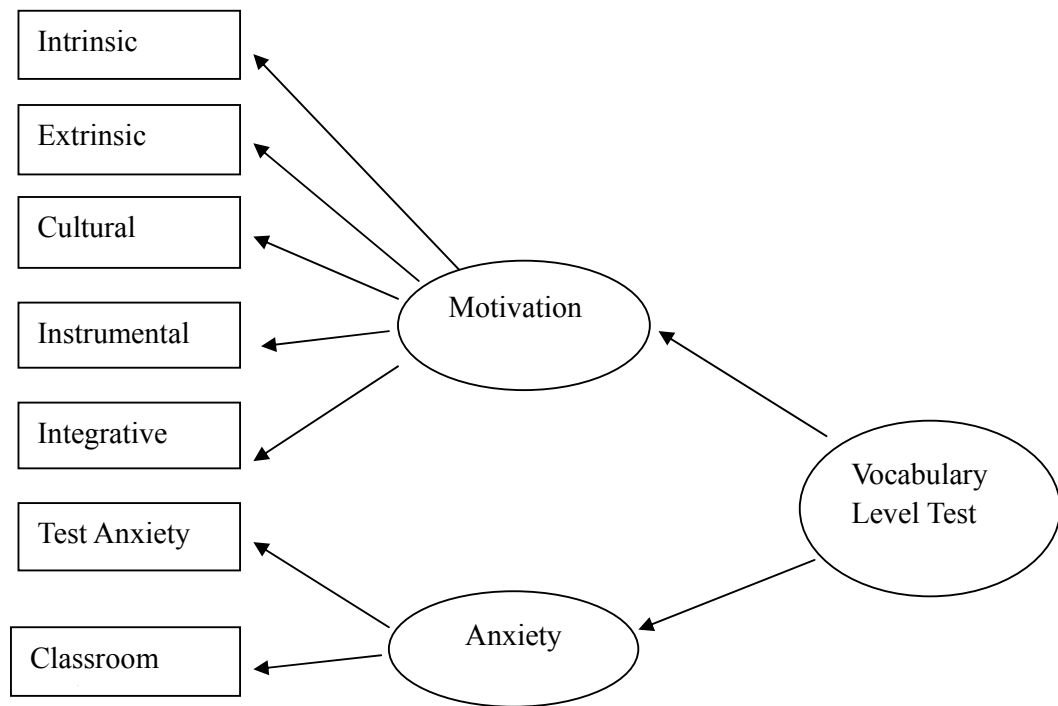 Intrinsic
Extrinsic
Cultural
Instrumental
Integrative
Test Anxiety
Classroom
Motivation
Anxiety
Vocabulary
Level Test